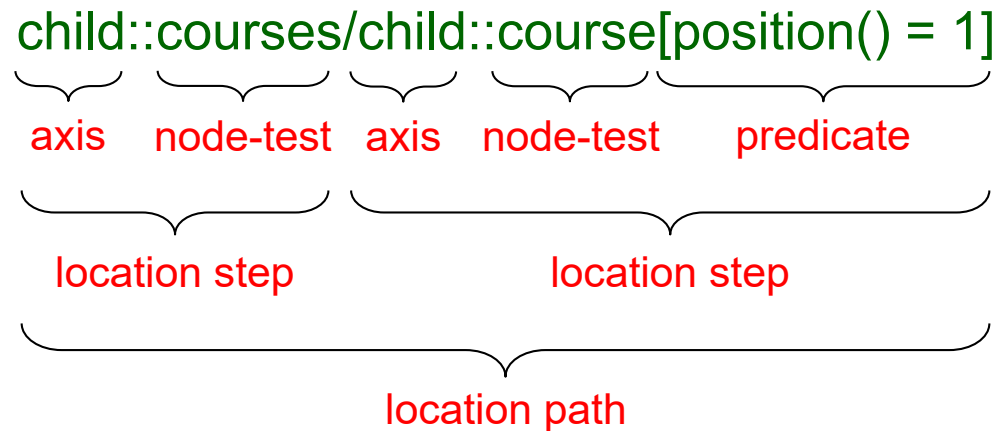 child::courses/child::course[position() = 1]
axis node-test axis node-test predicate
location step location step
location path